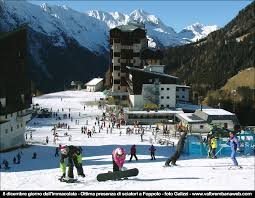 8 dicembre giorno dell'Immacolata - Ottima presenza di sciatori a Foppolo - foto Galizzi - www.valbrembanaweb.com